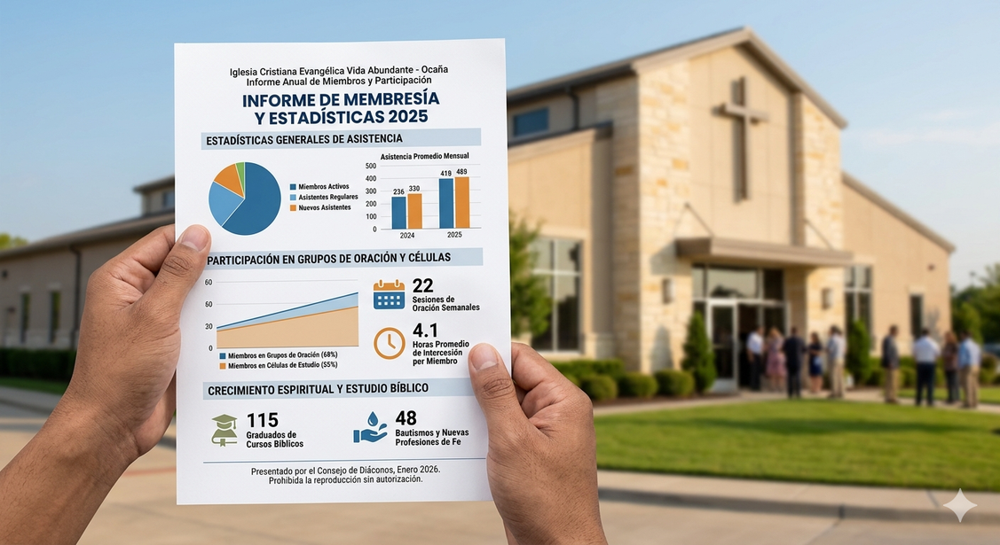 Iglesia Cristiana Evangélica Vida Abundante - Ocaña
Informe Anual de Miembros y Participación
INFORME DE MEMBRESÍA
Y ESTADÍSTICAS 2025
ESTADÍSTICAS GENERALES DE ASISTENCIA
Miembros Activos
Asistentes Regulares
Nuevos Asistentes
Asistencia Promedio Mensual
500
400
300
200
100
0
236
330
419
489
2024
2025
PARTICIPACIÓN EN GRUPOS DE ORACIÓN Y CÉLULAS
60
60
20
0
Miembros en Grupos de Oración (68%)
Miembros en Células de Estudio (55%)
22
Sesiones de
Oración Semanales
4.1
Horas Promedio
de Intercesión
per Miembro
CRECIMIENTO ESPIRITUAL Y ESTUDIO BÍBLICO
115
Graduados de
Cursos Bíblicos
48
Bautismos y Nuevas
Profesiones de Fe
Presentado por el Consejo de Diáconos, Enero 2026.
Prohibida la reproducción sin autorización.